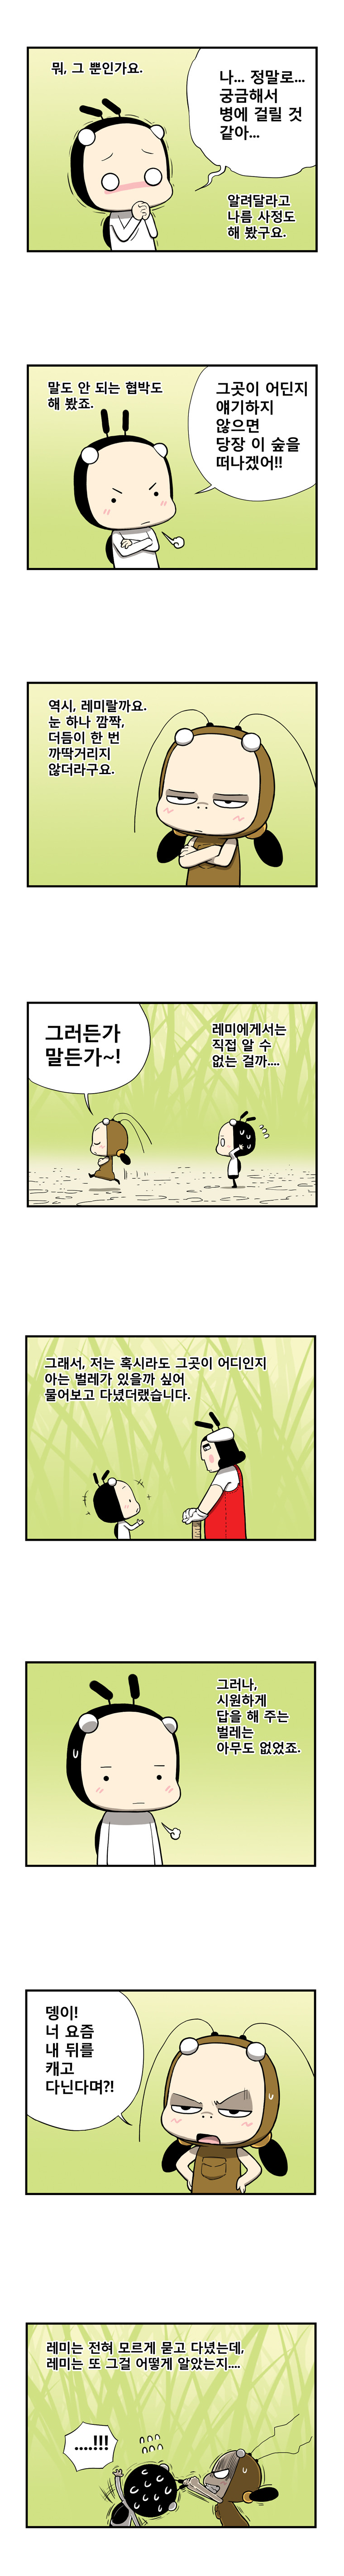 뭐, 그 뿐인가요.
나... 정말로...
궁금해서
병에 걸릴 것
같아...
알려달라고
나름 사정도
해 봤구요.
말도 안 되는 협박도
해 봤죠.
그곳이 어딘지
얘기하지
않으면
당장 이 숲을
떠나겠어!!
역시, 레미랄까요.
눈 하나 깜짝,
더듬이 한 번
까딱거리지
않더라구요.
그러든가
말든가~!
레미에게서는
직접 알 수
없는 걸까....
그래서, 저는 혹시라도 그곳이 어디인지
아는 벌레가 있을까 싶어
물어보고 다녔더랬습니다.
그러나,
시원하게
답을 해 주는
벌레는
아무도 없었죠.
뎅이!
너 요즘
내 뒤를
캐고
다닌다며?!
레미는 전혀 모르게 묻고 다녔는데,
레미는 또 그걸 어떻게 알았는지....
....!!!